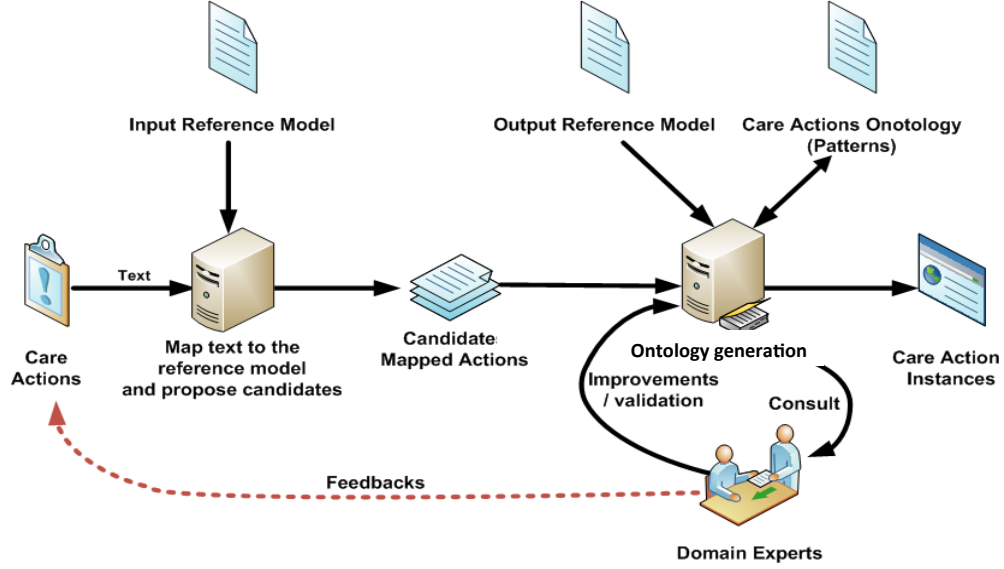 Input Reference Model
Output Reference Model
Care Actions Onotology
(Patterns)
Text
Care
Actions
Map text to the
reference model
and propose candidates
Candidate
Mapped Actions
Ontology generation
Improvements
/ validation
Consult
Care Action
Instances
Feedbacks
Domain Experts